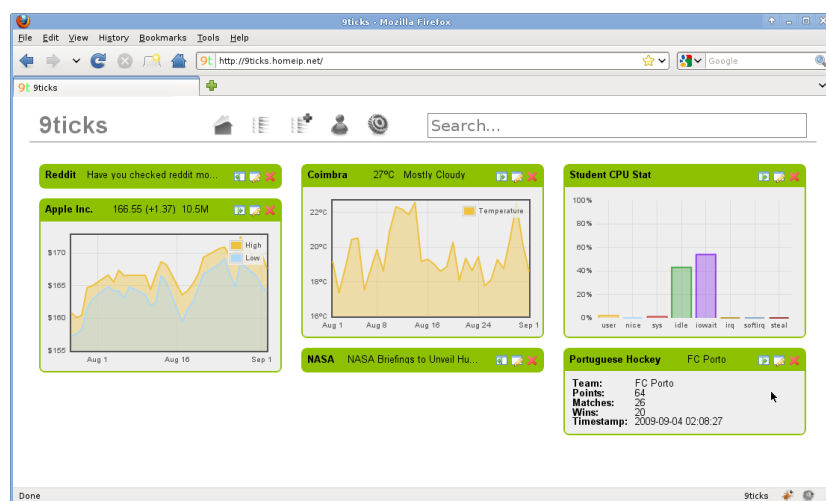 9ticks - Mozilla Firefox
File Edit View History Bookmarks Tools Help
9t http://9ticks.homeip.net/
Google
9t 9ticks
9ticks
Search...
Reddit Have you checked reddit mo...
Apple Inc. 166.55 (+1.37) 10.5M
High
Low
$170
$165
$160
$155
Aug 1 Aug 16 Sep 1
Coimbra 27ºC Mostly Cloudy
Temperature
22ºC
20ºC
18ºC
16ºC
Aug 1 Aug 8 Aug 16 Aug 24 Sep 1
NASA NASA Briefings to Unveil Hu...
Student CPU Stat
100%
80%
60%
40%
20%
0%
user nice sys idle iowait irq softirq steal
Portuguese Hockey FC Porto
Team: FC Porto
Points: 64
Matches: 26
Wins: 20
Timestamp: 2009-09-04 02:08:27
Done 9ticks